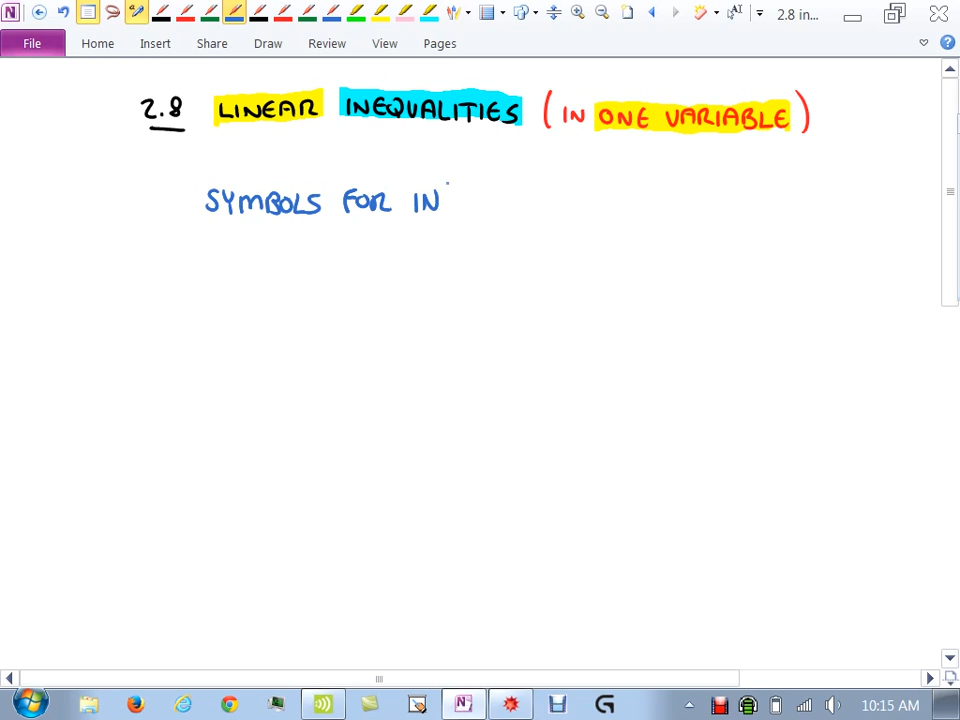 2.8 in...
File Home Insert Share Draw Review View Pages
2.8 LINEAR INEQUALITIES (IN ONE VARIABLE)
SYMBOLS FOR IN
10:15 AM